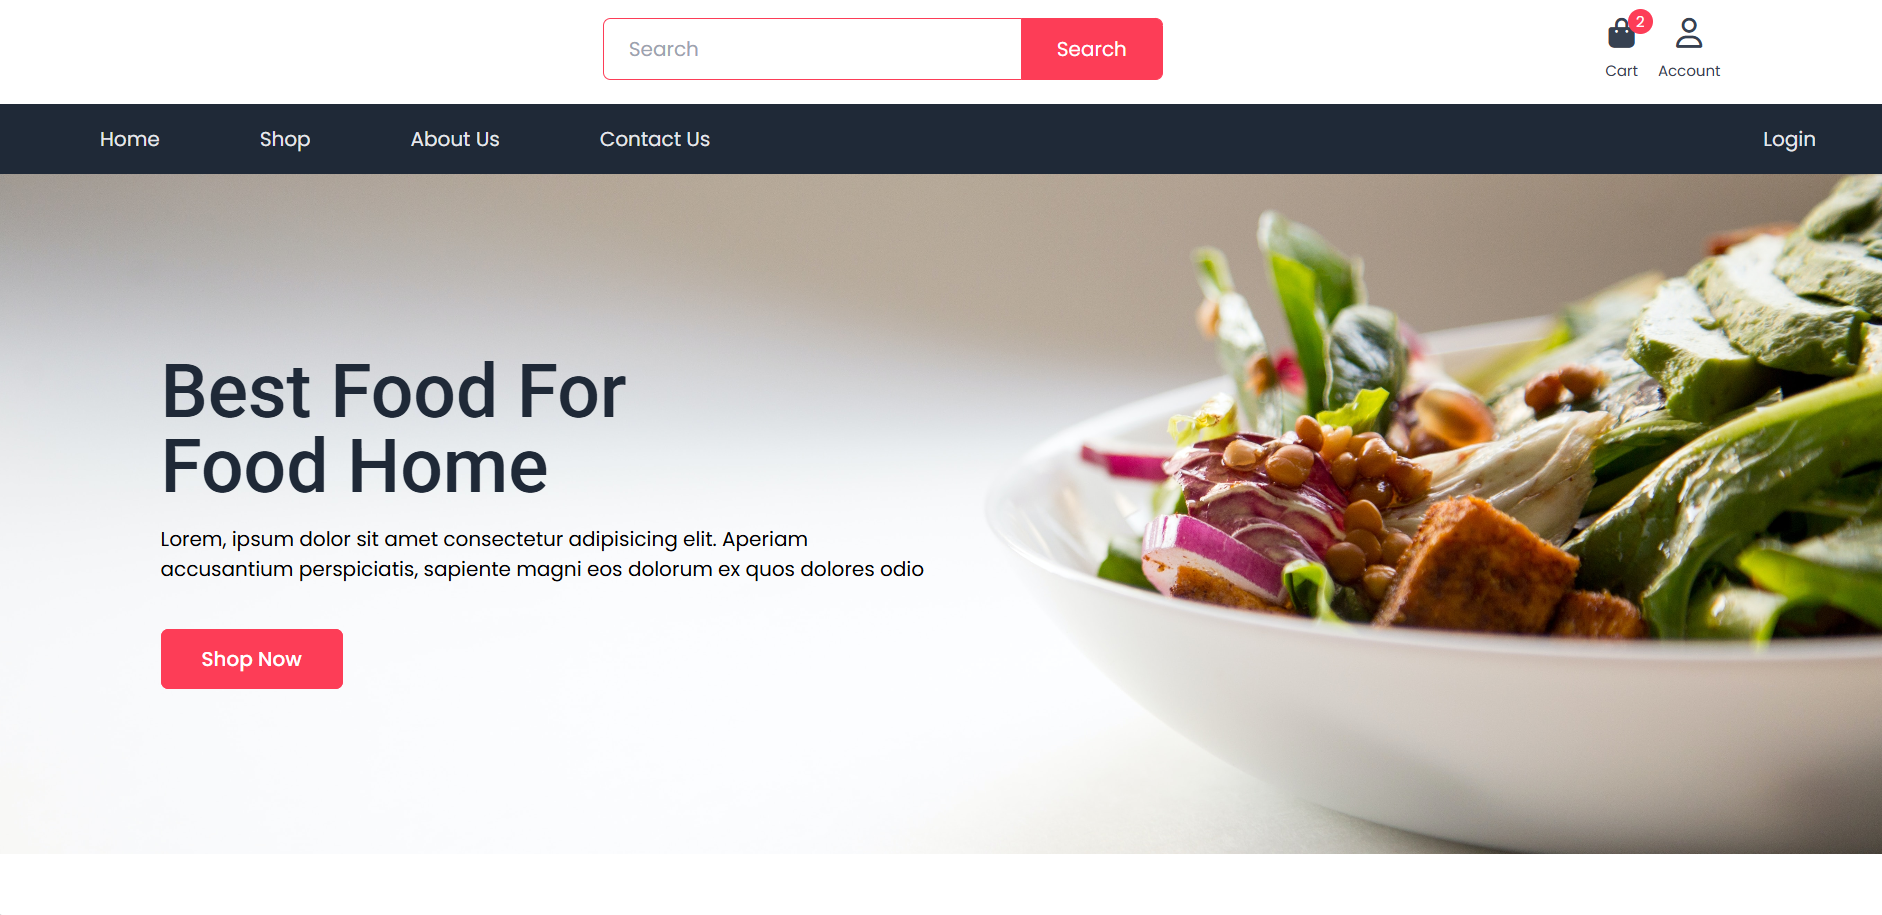 Search
Search
2
Cart
Account
Home
Shop
About Us
Contact Us
Login
Best Food For
Food Home
Lorem, ipsum dolor sit amet consectetur adipisicing elit. Aperiam
accusantium perspiciatis, sapiente magni eos dolorum ex quos dolores odio
Shop Now